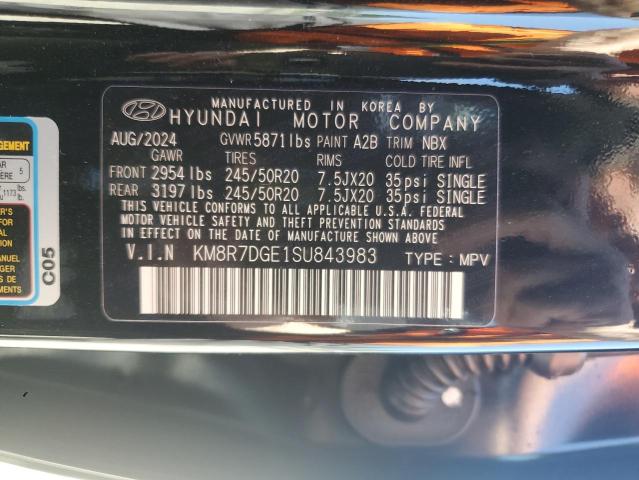 MANUFACTURED IN KOREA BY
HYUNDAI MOTOR COMPANY
AUG/2024 GVWR 5871lbs PAINT A2B TRIM NBX
GAWR TIRES RIMS COLD TIRE INFL
FRONT 2954 lbs 245/50R20 7.5JX20 35psi SINGLE
REAR 3197 lbs 245/50R20 7.5JX20 35psi SINGLE
THIS VEHICLE CONFORMS TO ALL APPLICABLE U.S.A. FEDERAL
MOTOR VEHICLE SAFETY AND THEFT PREVENTION STANDARDS
IN EFFECT ON THE DATE OF MANUFACTURE SHOWN ABOVE
V.I.N KM8R7DGE1SU843983 TYPE : MPV
5
1173
lbs.
C05